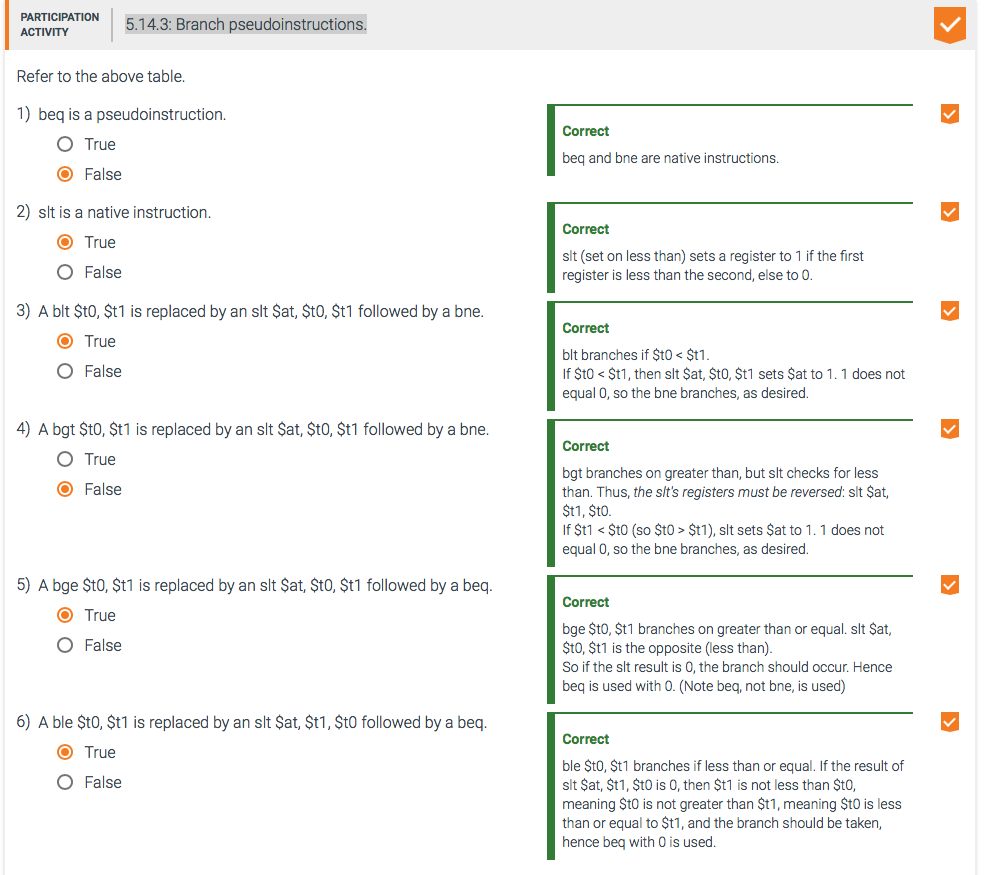 PARTICIPATION
ACTIVITY
5.14.3: Branch pseudoinstructions.
Refer to the above table.
1) beq is a pseudoinstruction.
True
False
Correct
beq and bne are native instructions.
2) slt is a native instruction.
True
False
Correct
slt (set on less than) sets a register to 1 if the first
register is less than the second, else to 0.
3) A blt $t0, $t1 is replaced by an slt $at, $t0, $t1 followed by a bne.
True
False
Correct
blt branches if $t0 < $t1.
If $t0 < $t1, then slt $at, $t0, $t1 sets $at to 1. 1 does not
equal 0, so the bne branches, as desired.
4) A bgt $t0, $t1 is replaced by an slt $at, $t0, $t1 followed by a bne.
True
False
Correct
bgt branches on greater than, but slt checks for less
than. Thus, the slt's registers must be reversed: slt $at,
$t1, $t0.
If $t1 < $t0 (so $t0 > $t1), slt sets $at to 1. 1 does not
equal 0, so the bne branches, as desired.
5) A bge $t0, $t1 is replaced by an slt $at, $t0, $t1 followed by a beq.
True
False
Correct
bge $t0, $t1 branches on greater than or equal. slt $at,
$t0, $t1 is the opposite (less than).
So if the slt result is 0, the branch should occur. Hence
beq is used with 0. (Note beq, not bne, is used)
6) A ble $t0, $t1 is replaced by an slt $at, $t1, $t0 followed by a beq.
True
False
Correct
ble $t0, $t1 branches if less than or equal. If the result of
slt $at, $t1, $t0 is 0, then $t1 is not less than $t0,
meaning $t0 is not greater than $t1, meaning $t0 is less
than or equal to $t1, and the branch should be taken,
hence beq with 0 is used.